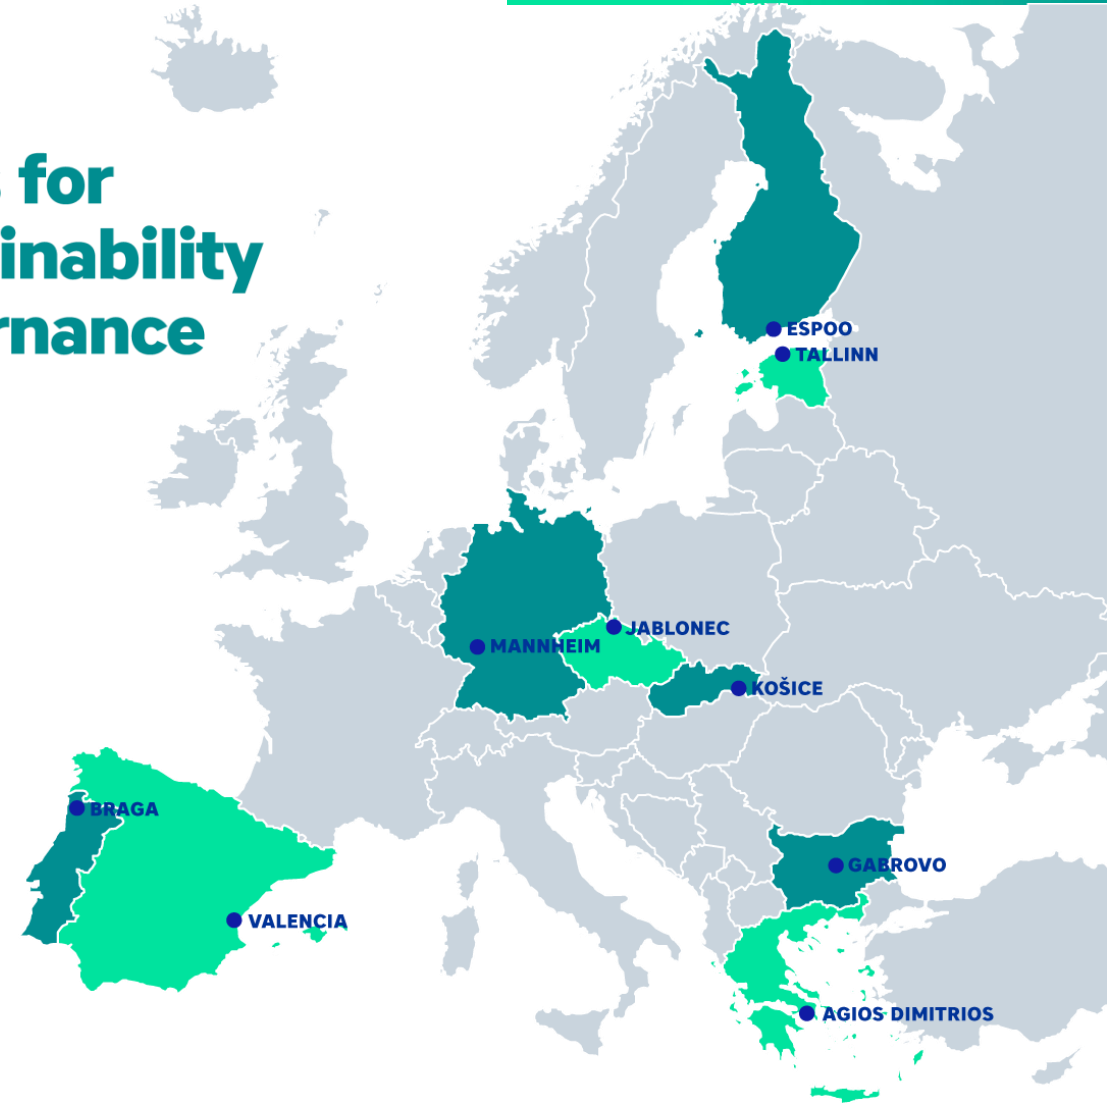 for
inability
rnance
ESPOO
TALLINN
JABLONEC
MANNHEIM
KOŠICE
BRAGA
GABROVO
VALENCIA
AGIOS DIMITRIOS